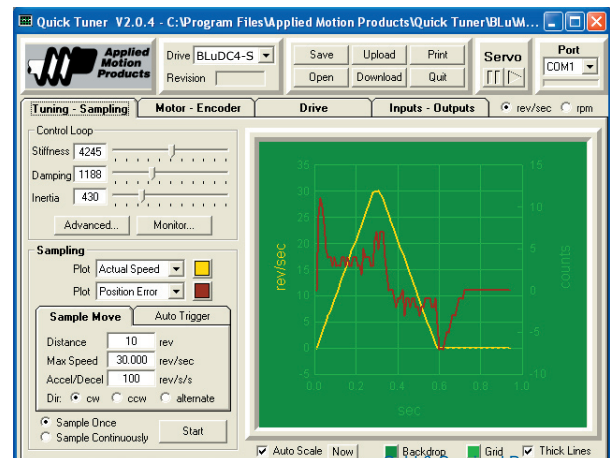 Quick Tuner V2.0.4 - C:\Program Files\Applied Motion Products\Quick Tuner\BLu\M...
Applied
Motion
Products
Drive BLuDC4-S
Revision
Save Upload Print
Open Download Quit
Servo
Port
COM1
Tuning - Sampling Motor - Encoder Drive Inputs - Outputs rev/sec rpm
Control Loop
Stiffness 4245
Damping 1188
Inertia 430
Advanced... Monitor...
Sampling
Plot Actual Speed
Plot Position Error
Sample Move Auto Trigger
Distance 10 rev
Max Speed 30.000 rev/sec
Accel/Decel 100 rev/s/s
Dir: cw ccw alternate
Sample Once
Sample Continuously
Start
35
30
25
20
15
10
5
0
-5
rev/sec
15
10
5
0
-5
-10
counts
0.0 0.2 0.4 0.6 0.8 1.0
sec
Auto Scale Now Backdrop Grid Thick Lines